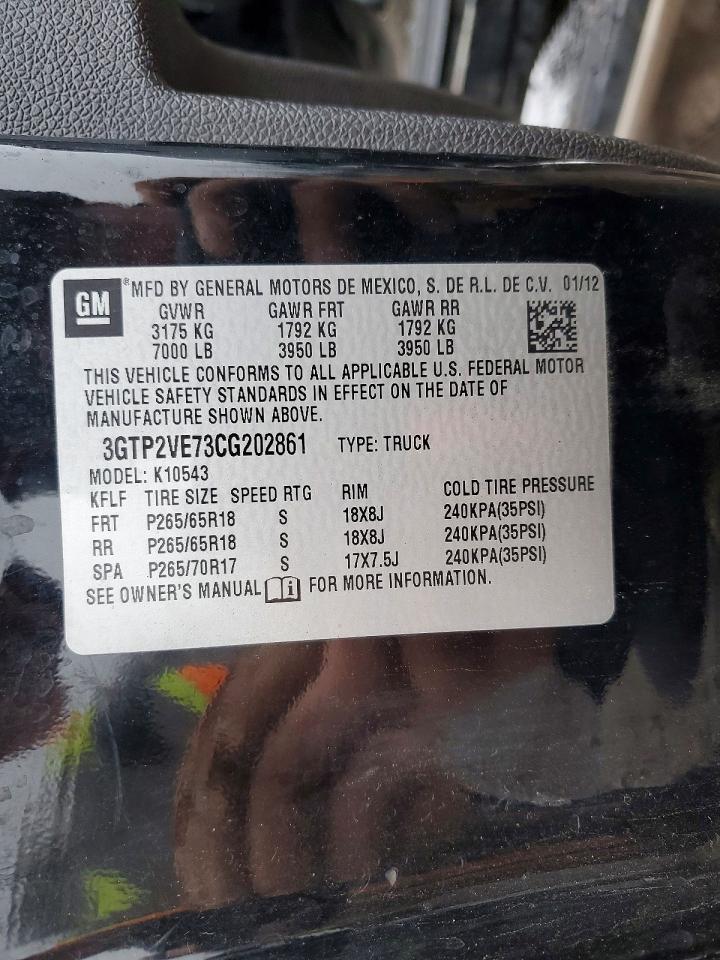 GM ® MFD BY GENERAL MOTORS DE MEXICO, S. DE R.L. DE C.V. 01/12
GVWR GAWR FRT GAWR RR
3175 KG 1792 KG 1792 KG
7000 LB 3950 LB 3950 LB
THIS VEHICLE CONFORMS TO ALL APPLICABLE U.S. FEDERAL MOTOR
VEHICLE SAFETY STANDARDS IN EFFECT ON THE DATE OF
MANUFACTURE SHOWN ABOVE.
3GTP2VE73CG202861 TYPE: TRUCK
MODEL: K10543
KFLF TIRE SIZE SPEED RTG RIM COLD TIRE PRESSURE
FRT P265/65R18 S 18X8J 240KPA(35PSI)
RR P265/65R18 S 18X8J 240KPA(35PSI)
SPA P265/70R17 S 17X7.5J 240KPA(35PSI)
SEE OWNER'S MANUAL i FOR MORE INFORMATION.